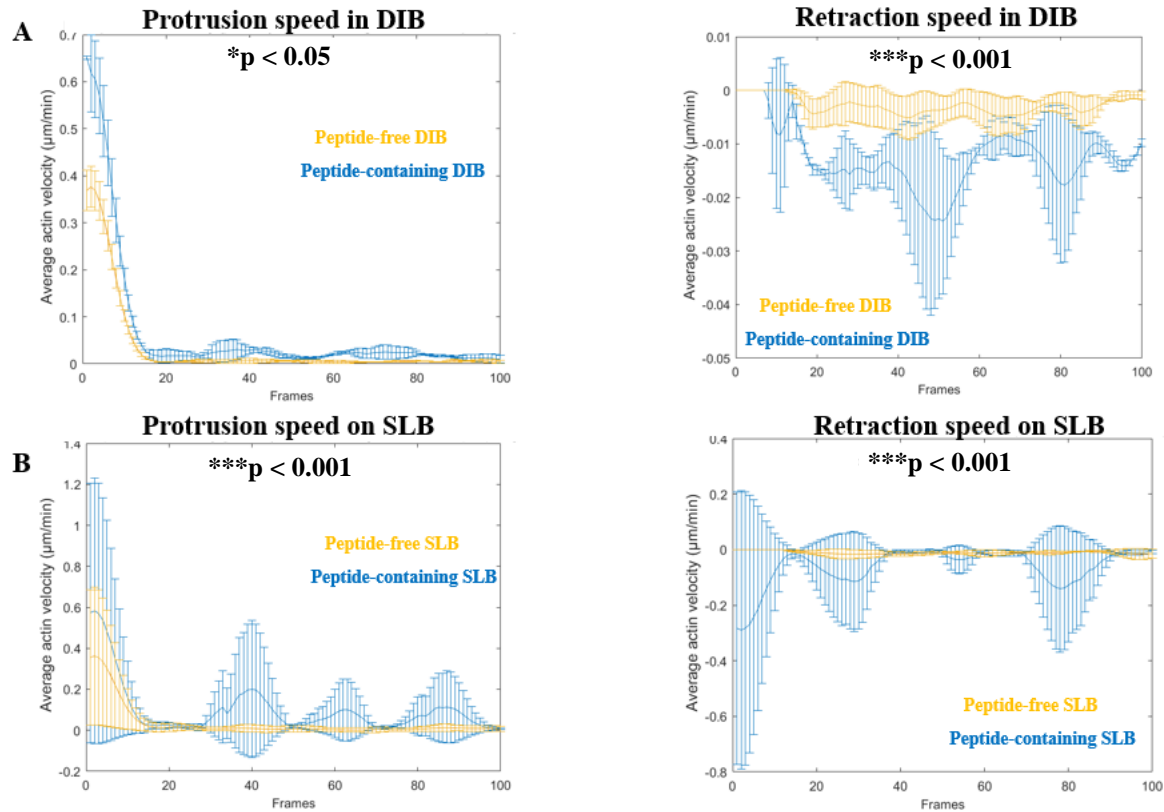 A
Protrusion speed in DIB
*p < 0.05
Average actin velocity (µm/min)
0.7
0.6
0.5
0.4
0.3
0.2
0.1
0
Peptide-free DIB
Peptide-containing DIB
0 20 40 60 80 100
Frames
Retraction speed in DIB
***p < 0.001
Average actin velocity (µm/min)
0.01
0
-0.01
-0.02
-0.03
-0.04
-0.05
Peptide-free DIB
Peptide-containing DIB
0 20 40 60 80 100
Frames
B
Protrusion speed on SLB
***p < 0.001
Average actin velocity (µm/min)
1.4
1.2
1
0.8
0.6
0.4
0.2
0
-0.2
Peptide-free SLB
Peptide-containing SLB
0 20 40 60 80 100
Frames
Retraction speed on SLB
***p < 0.001
Average actin velocity (µm/min)
0.4
0.2
0
-0.2
-0.4
-0.6
-0.8
Peptide-free SLB
Peptide-containing SLB
0 20 40 60 80 100
Frames